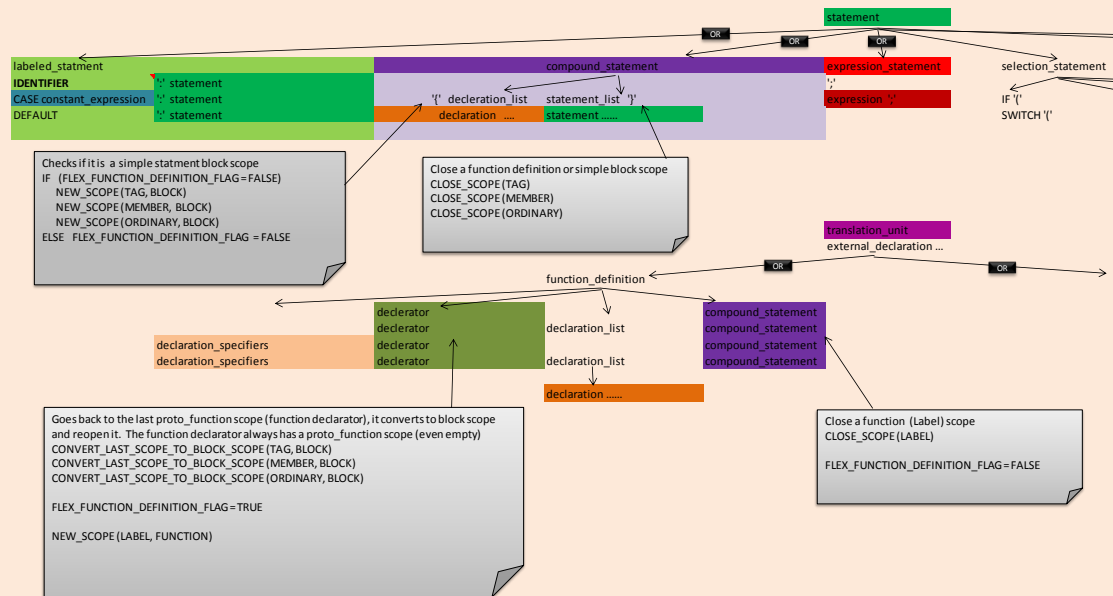 statement
OR
OR
OR
labeled_statment
compound_statement
expression_statement
selection_statement
IDENTIFIER
':' statement
';'
CASE constant_expression
':' statement
'{' decleration_list statement_list '}'
expression ';'
IF '('
DEFAULT
':' statement
declaration ....
statement ......
SWITCH '('
Checks if it is a simple statment block scope
IF (FLEX_FUNCTION_DEFINITION_FLAG=FALSE)
NEW_SCOPE (TAG, BLOCK)
NEW_SCOPE (MEMBER, BLOCK)
NEW_SCOPE (ORDINARY, BLOCK)
ELSE FLEX_FUNCTION_DEFINITION_FLAG = FALSE
Close a function definition or simple block scope
CLOSE_SCOPE (TAG)
CLOSE_SCOPE (MEMBER)
CLOSE_SCOPE (ORDINARY)
translation_unit
external_declaration ...
OR
OR
function_definition
declerator
compound_statement
declerator
declaration_list
compound_statement
declaration_specifiers
declerator
compound_statement
declaration_specifiers
declerator
declaration_list
compound_statement
declaration ......
Goes back to the last proto_function scope (function declarator), it converts to block scope
and reopen it. The function declarator always has a proto_function scope (even empty)
CONVERT_LAST_SCOPE_TO_BLOCK_SCOPE (TAG, BLOCK)
CONVERT_LAST_SCOPE_TO_BLOCK_SCOPE (MEMBER, BLOCK)
CONVERT_LAST_SCOPE_TO_BLOCK_SCOPE (ORDINARY, BLOCK)
FLEX_FUNCTION_DEFINITION_FLAG=TRUE
NEW_SCOPE (LABEL, FUNCTION)
Close a function (Label) scope
CLOSE_SCOPE (LABEL)
FLEX_FUNCTION_DEFINITION_FLAG=FALSE